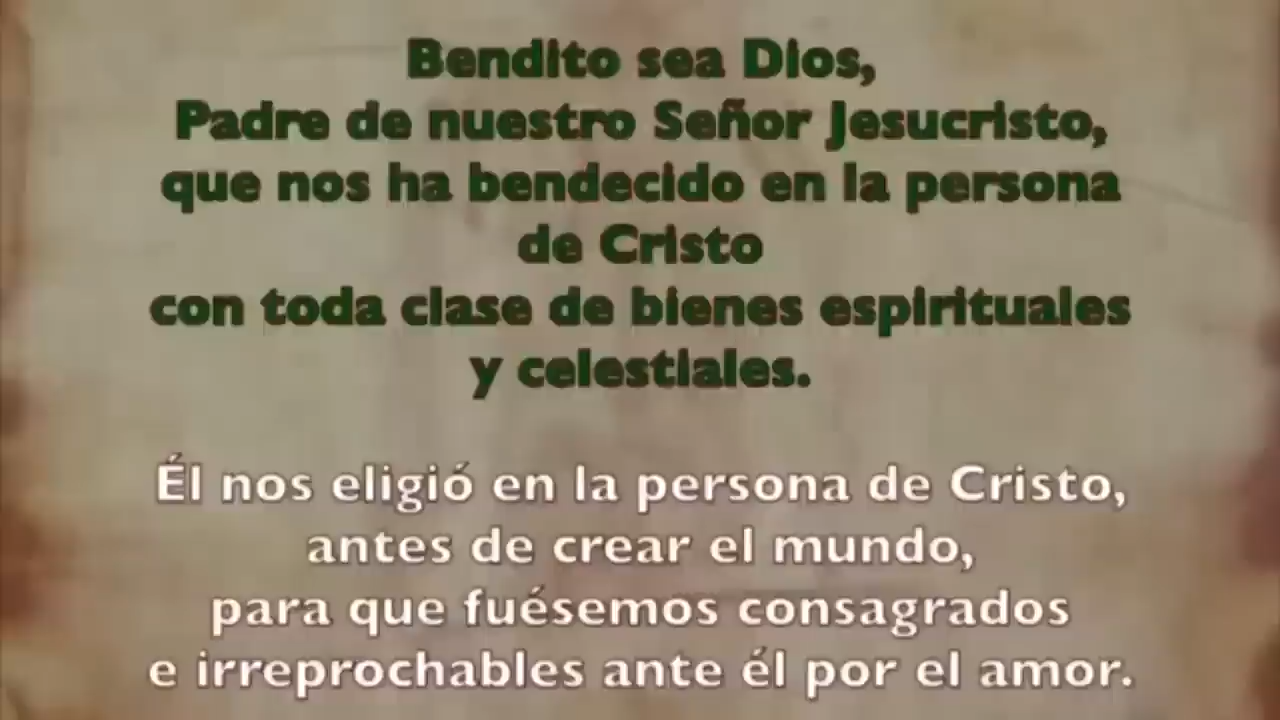 Bendito sea Dios,
Padre de nuestro Señor Jesucristo,
que nos ha bendecido en la persona
de Cristo
con toda clase de bienes espirituales
y celestiales.
Él nos eligió en la persona de Cristo,
antes de crear el mundo,
para que fuésemos consagrados
e irreprochables ante él por el amor.